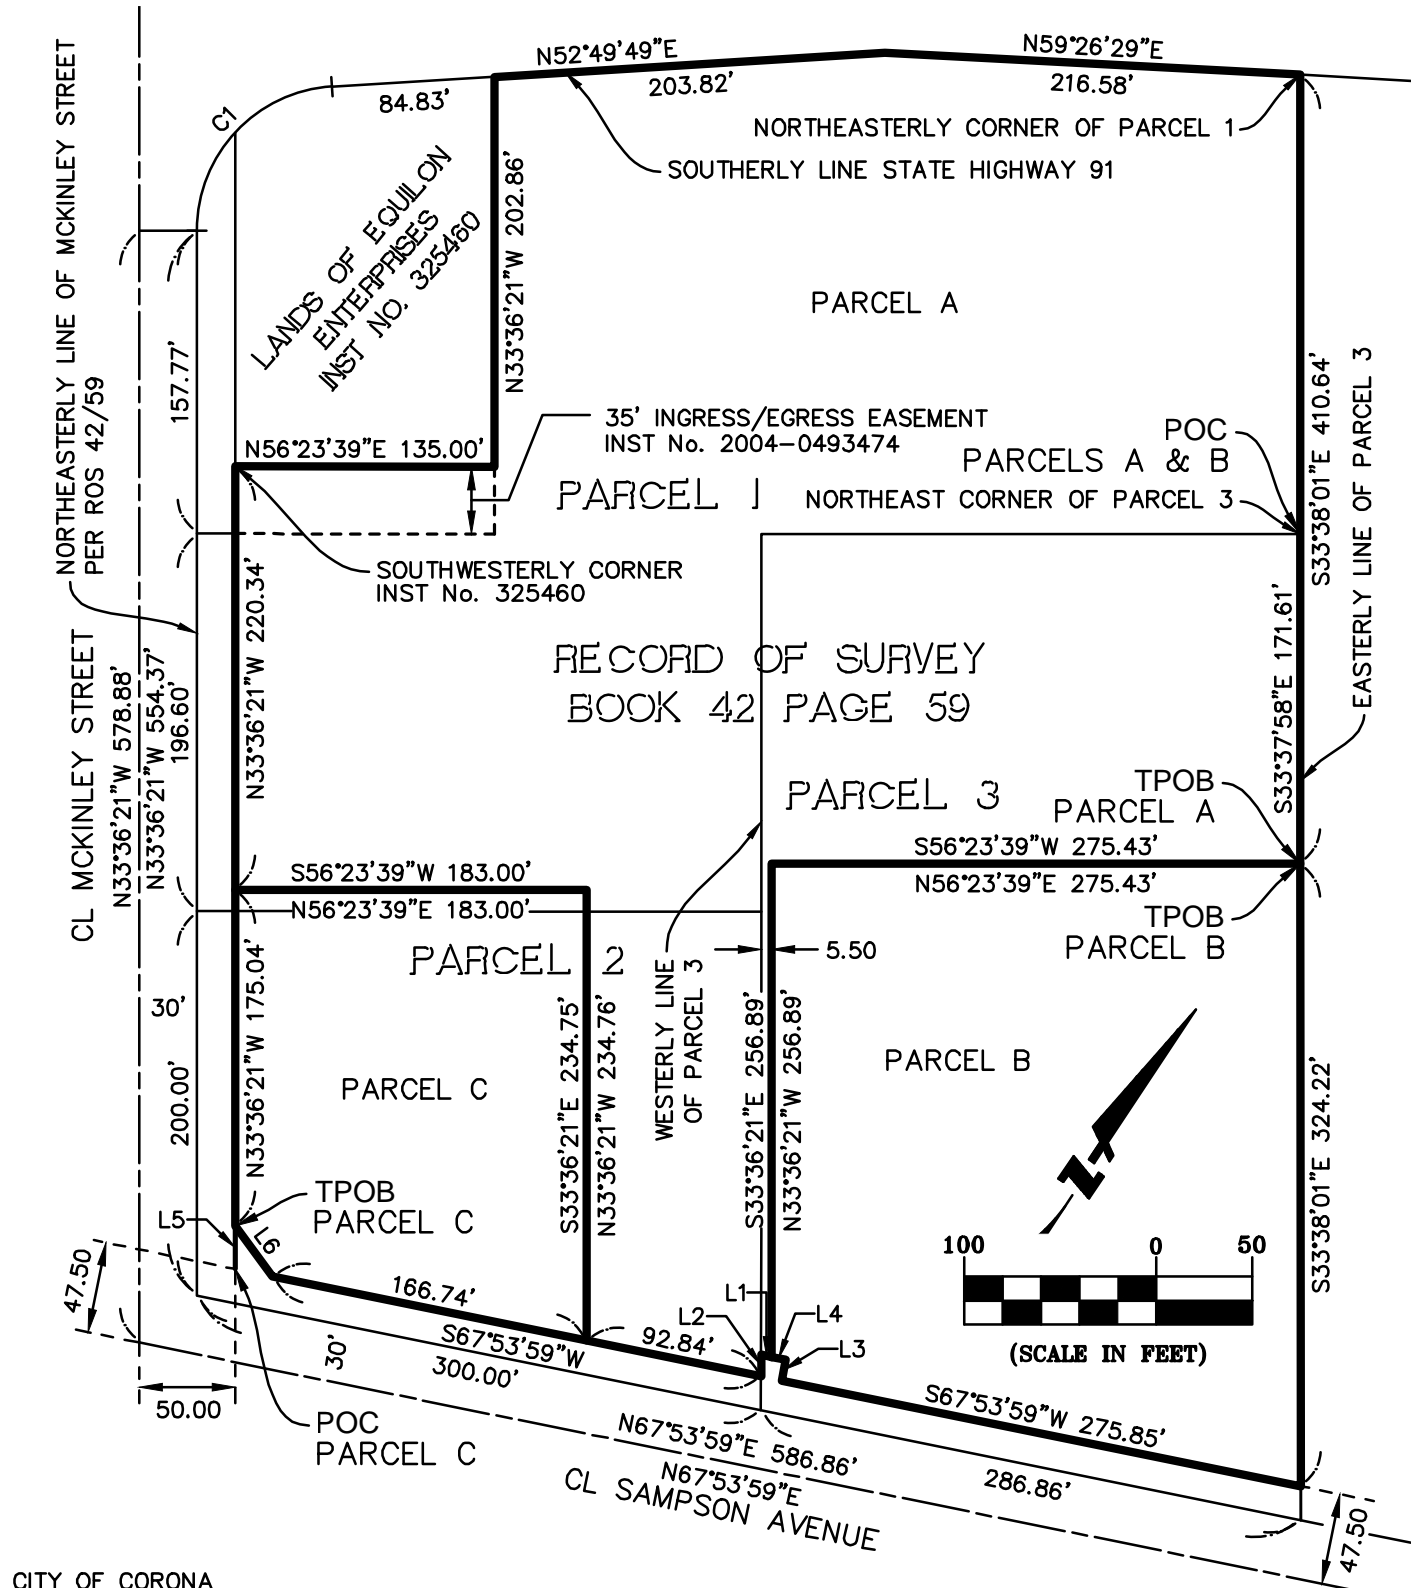 N52°49'49"E
203.82'
N59°26'29"E
216.58'
84.83'
C1
NORTHEASTERLY CORNER OF PARCEL 1
SOUTHERLY LINE STATE HIGHWAY 91
NORTHEASTERLY LINE OF MCKINLEY STREET
PER ROS 42/59
LANDS OF EQUILON
ENTERPRISES
INST NO. 325460
N33°36'21"W 202.86'
PARCEL A
157.77'
N56°23'39"E 135.00'
35' INGRESS/EGRESS EASEMENT
INST No. 2004-0493474
POC
PARCELS A & B
NORTHEAST CORNER OF PARCEL 3
PARCEL 1
S33°38'01"E 410.64'
EASTERLY LINE OF PARCEL 3
SOUTHWESTERLY CORNER
INST No. 325460
N33°36'21"W 220.34'
S33°37'58"E 171.61'
RECORD OF SURVEY
BOOK 42 PAGE 59
CL MCKINLEY STREET
N33°36'21"W 578.88'
N33°36'21"W 554.37'
196.60'
PARCEL 3
TPOB
PARCEL A
S56°23'39"W 275.43'
N56°23'39"E 275.43'
TPOB
PARCEL B
S56°23'39"W 183.00'
N56°23'39"E 183.00'
PARCEL 2
5.50
WESTERLY LINE
OF PARCEL 3
30'
200.00'
N33°36'21"W 175.04'
PARCEL C
S33°36'21"E 234.75'
N33°36'21"W 234.76'
S33°36'21"E 256.89'
N33°36'21"W 256.89'
PARCEL B
S33°38'01"E 324.22'
N
TPOB
PARCEL C
L5
L6
47.50
166.74'
S67°53'59"W
92.84'
30'
300.00'
L1
L2
L4
L3
100 0 50
(SCALE IN FEET)
50.00
POC
PARCEL C
S67°53'59"W 275.85'
N67°53'59"E 586.86'
N67°53'59"E
286.86'
CL SAMPSON AVENUE
47.50
CITY OF CORONA